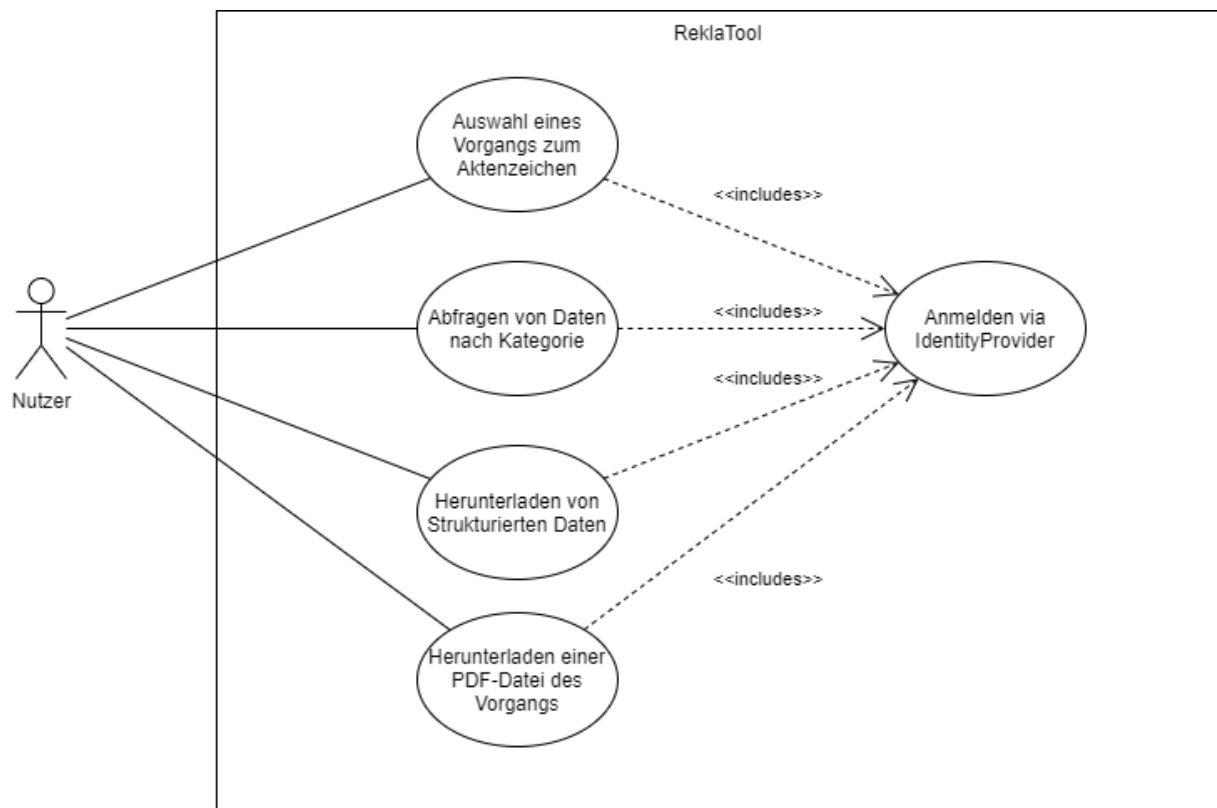 ReklaTool
Auswahl eines
Vorgangs zum
Aktenzeichen
<<includes>>
Abfragen von Daten
nach Kategorie
<<includes>>
Anmelden via
IdentityProvider
<<includes>>
Nutzer
Herunterladen von
Strukturierten Daten
<<includes>>
Herunterladen einer
PDF-Datei des
Vorgangs